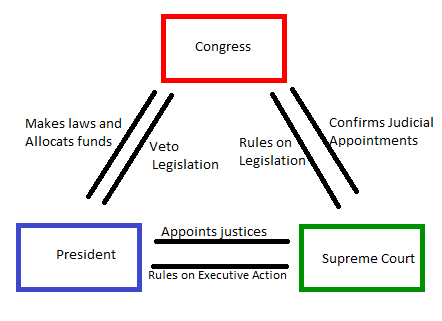 Congress
Makes laws and
Allocats funds
Veto
Legislation
Rules on
Legislation
Confirms Judicial
Appointments
President
Appoints justices
Rules on Executive Action
Supreme Court